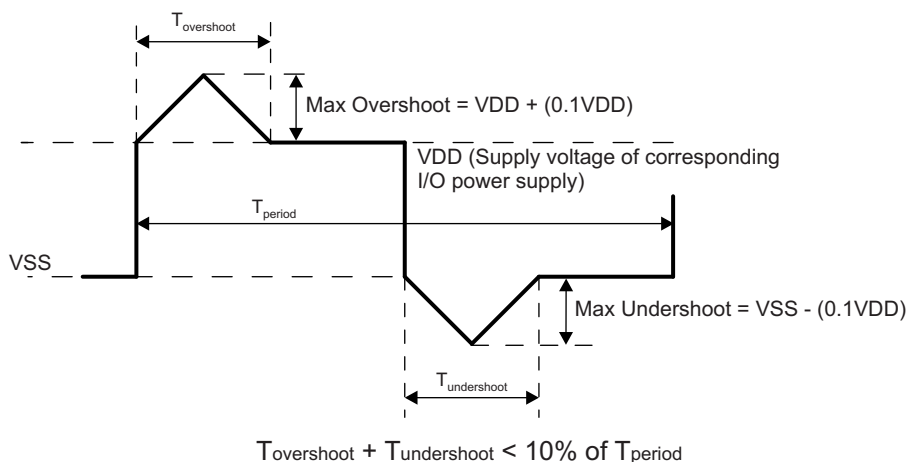 Tovershoot
Max Overshoot = VDD + (0.1VDD)
VDD (Supply voltage of corresponding
I/O power supply)
Tperiod
VSS
Max Undershoot = VSS - (0.1VDD)
Tundershoot
Tovershoot + Tundershoot < 10% of Tperiod